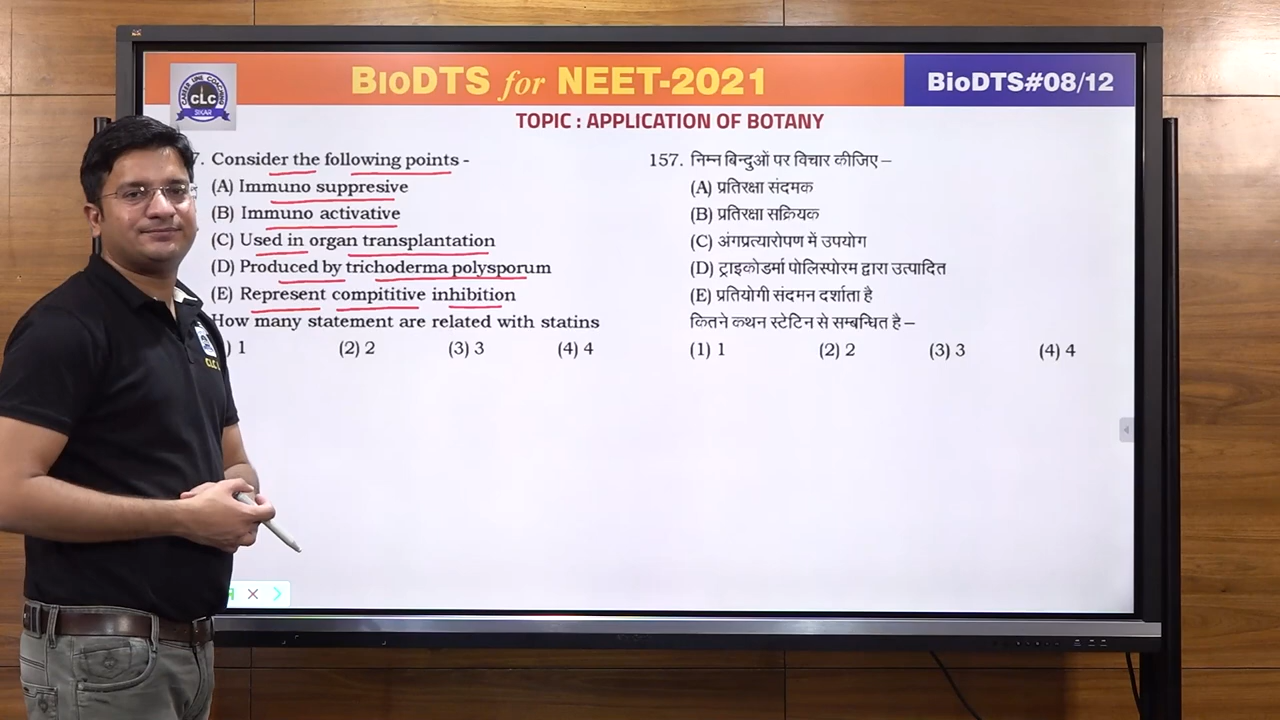 BIODTS for NEET-2021
BIODTS#08/12
CLC
SIKAR
TOPIC : APPLICATION OF BOTANY
7. Consider the following points -
(A) Immuno suppresive
(B) Immuno activative
(C) Used in organ transplantation
(D) Produced by trichoderma polysporum
(E) Represent compititive inhibition
How many statement are related with statins
) 1 (2) 2 (3) 3 (4) 4
157. निम्न बिन्दुओं पर विचार कीजिए –
(A) प्रतिरक्षा संदमक
(B) प्रतिरक्षा सक्रियक
(C) अंगप्रत्यारोपण में उपयोग
(D) ट्राइकोडर्मा पोलिस्पोरम द्वारा उत्पादित
(E) प्रतियोगी संदमन दर्शाता है
कितने कथन स्टेटिन से सम्बन्धित है –
(1) 1 (2) 2 (3) 3 (4) 4
CLC